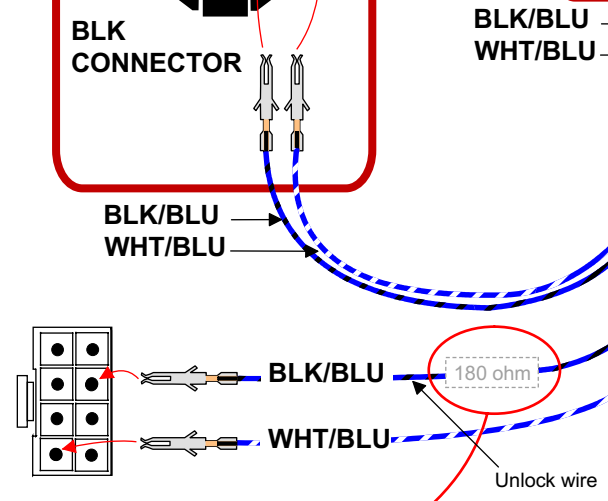 BLK/BLU
WHT/BLU
BLK
CONNECTOR
BLK/BLU
WHT/BLU
BLK/BLU
180 ohm
WHT/BLU
Unlock wire